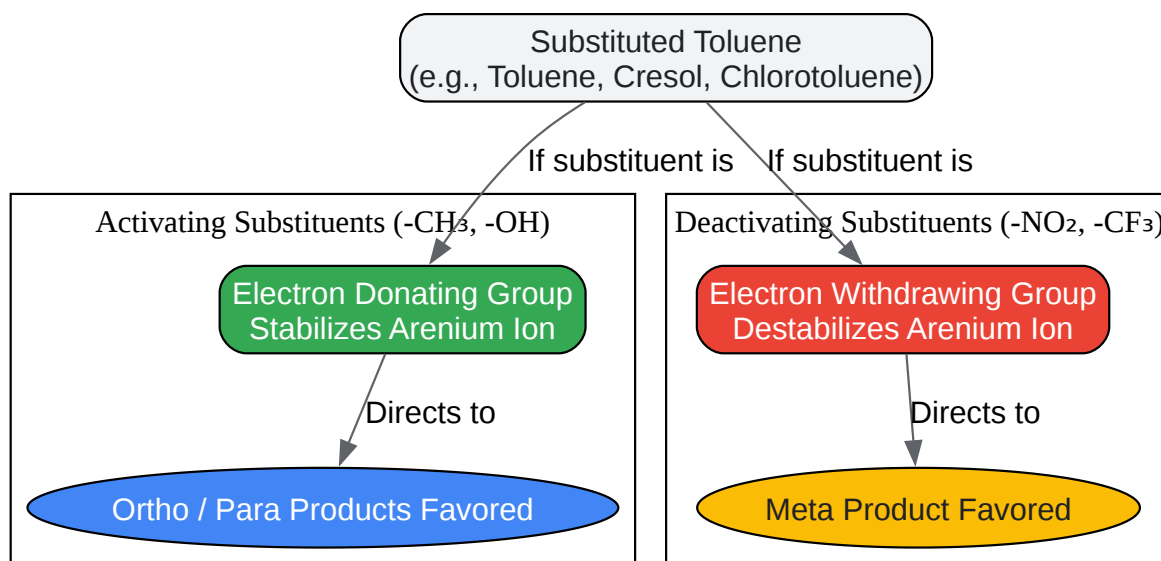 Substituted Toluene
(e.g., Toluene, Cresol, Chlorotoluene)
If substituent is
If substituent is
Activating Substituents (-CH₃, -OH)
Deactivating Substituents (-NO₂, -CF₃)
Electron Donating Group
Stabilizes Arenium Ion
Electron Withdrawing Group
Destabilizes Arenium Ion
Directs to
Directs to
Ortho / Para Products Favored
Meta Product Favored